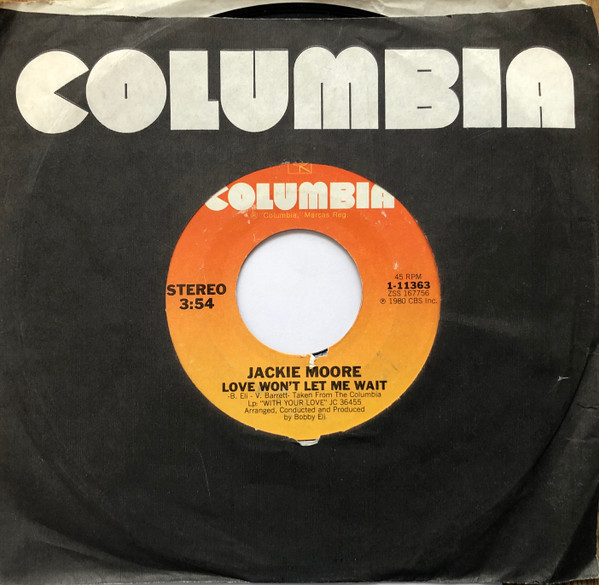 COLUMBIA
COLUMBIA
® "Columbia," Marcas Reg.
STEREO
3:54
45 RPM
1-11363
ZSS 167756
℗ 1980 CBS Inc.
JACKIE MOORE
LOVE WON'T LET ME WAIT
-B. Eli - V. Barrett- Taken From The Columbia
Lp: "WITH YOUR LOVE" JC 36455
Arranged, Conducted and Produced
by Bobby Eli